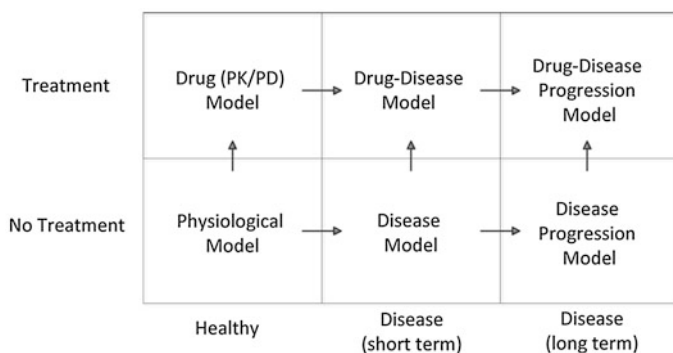 Treatment
Drug (PK/PD)
Model
Drug-Disease
Model
Drug-Disease
Progression
Model
No Treatment
Physiological
Model
Disease
Model
Disease
Progression
Model
Healthy
Disease
(short term)
Disease
(long term)